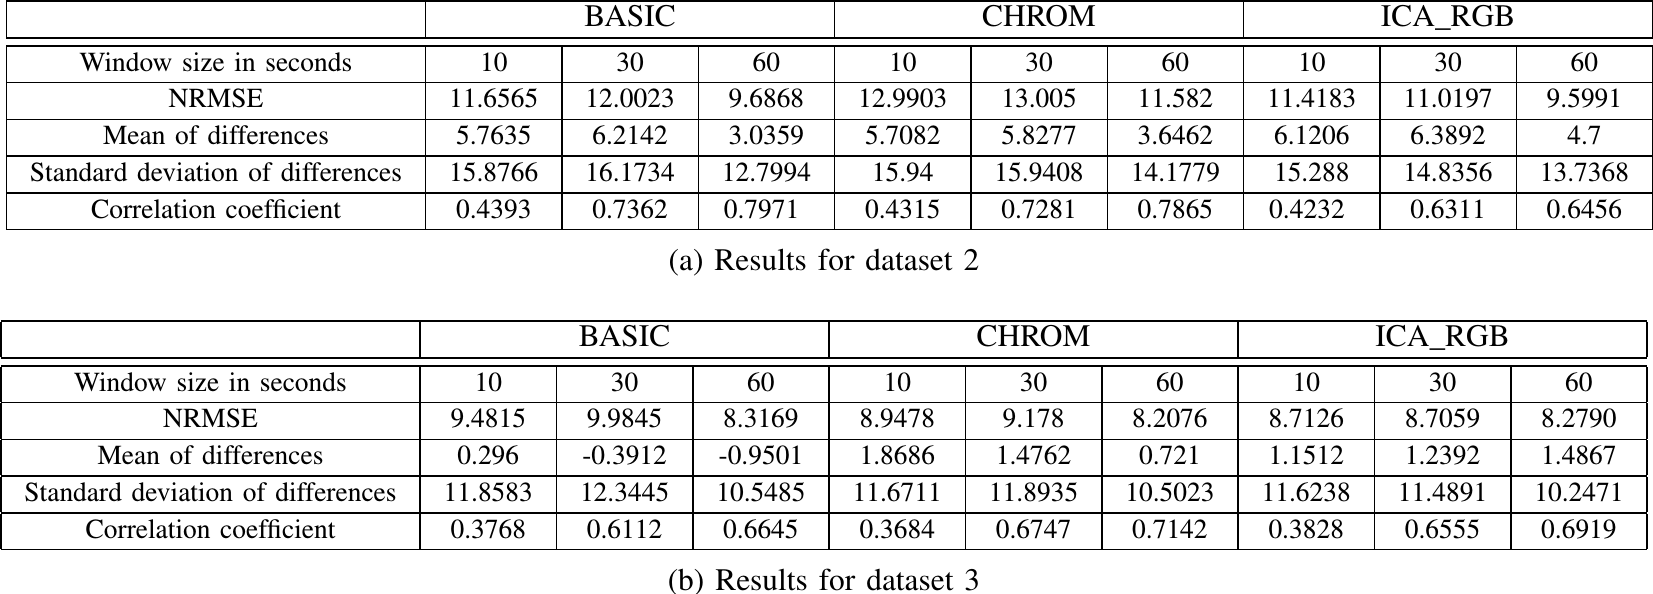 BASIC CHROM ICA_RGB
Window size in seconds 10 30 60 10 30 60 10 30 60
NRMSE 11.6565 12.0023 9.6868 12.9903 13.005 11.582 11.4183 11.0197 9.5991
Mean of differences 5.7635 6.2142 3.0359 5.7082 5.8277 3.6462 6.1206 6.3892 4.7
Standard deviation of differences 15.8766 16.1734 12.7994 15.94 15.9408 14.1779 15.288 14.8356 13.7368
Correlation coefficient 0.4393 0.7362 0.7971 0.4315 0.7281 0.7865 0.4232 0.6311 0.6456
(a) Results for dataset 2
BASIC CHROM ICA_RGB
Window size in seconds 10 30 60 10 30 60 10 30 60
NRMSE 9.4815 9.9845 8.3169 8.9478 9.178 8.2076 8.7126 8.7059 8.2790
Mean of differences 0.296 -0.3912 -0.9501 1.8686 1.4762 0.721 1.1512 1.2392 1.4867
Standard deviation of differences 11.8583 12.3445 10.5485 11.6711 11.8935 10.5023 11.6238 11.4891 10.2471
Correlation coefficient 0.3768 0.6112 0.6645 0.3684 0.6747 0.7142 0.3828 0.6555 0.6919
(b) Results for dataset 3